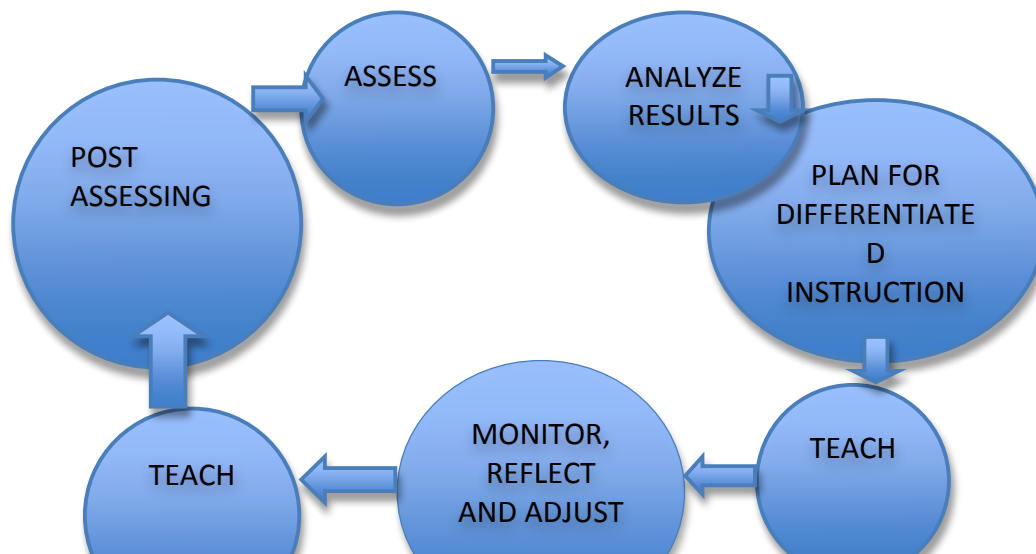 ASSESS
ANALYZE
RESULTS
POST
ASSESSING
PLAN FOR
DIFFERENTIATE
D
INSTRUCTION
TEACH
MONITOR,
REFLECT
AND ADJUST
TEACH